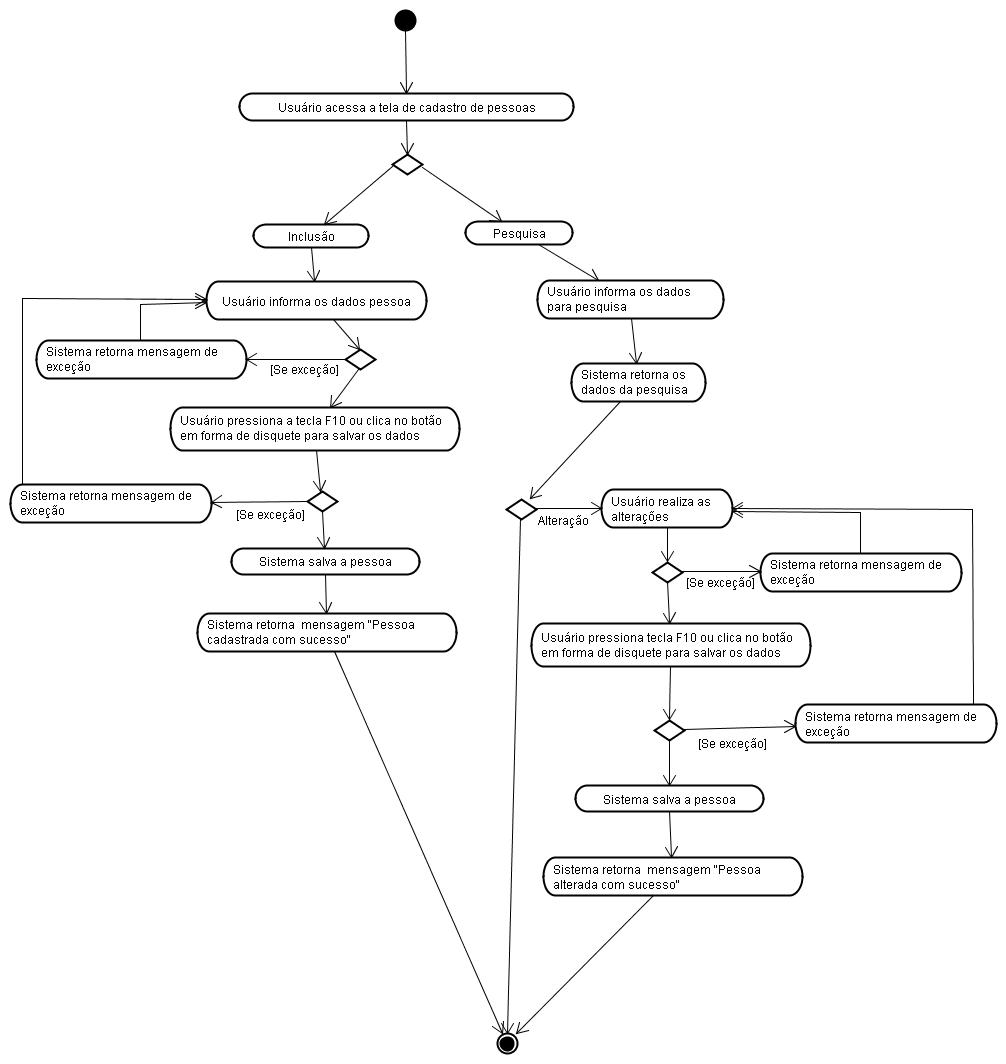 Usuário acessa a tela de cadastro de pessoas
Inclusão
Pesquisa
Usuário informa os dados pessoa
Usuário informa os dados
para pesquisa
Sistema retorna mensagem de
exceção
[Se exceção]
Sistema retorna os
dados da pesquisa
Usuário pressiona a tecla F10 ou clica no botão
em forma de disquete para salvar os dados
Sistema retorna mensagem de
exceção
[Se exceção]
Alteração
Usuário realiza as
alterações
Sistema salva a pessoa
[Se exceção]
Sistema retorna mensagem de
exceção
Sistema retorna mensagem "Pessoa
cadastrada com sucesso"
Usuário pressiona tecla F10 ou clica no botão
em forma de disquete para salvar os dados
[Se exceção]
Sistema retorna mensagem de
exceção
Sistema salva a pessoa
Sistema retorna mensagem "Pessoa
alterada com sucesso"